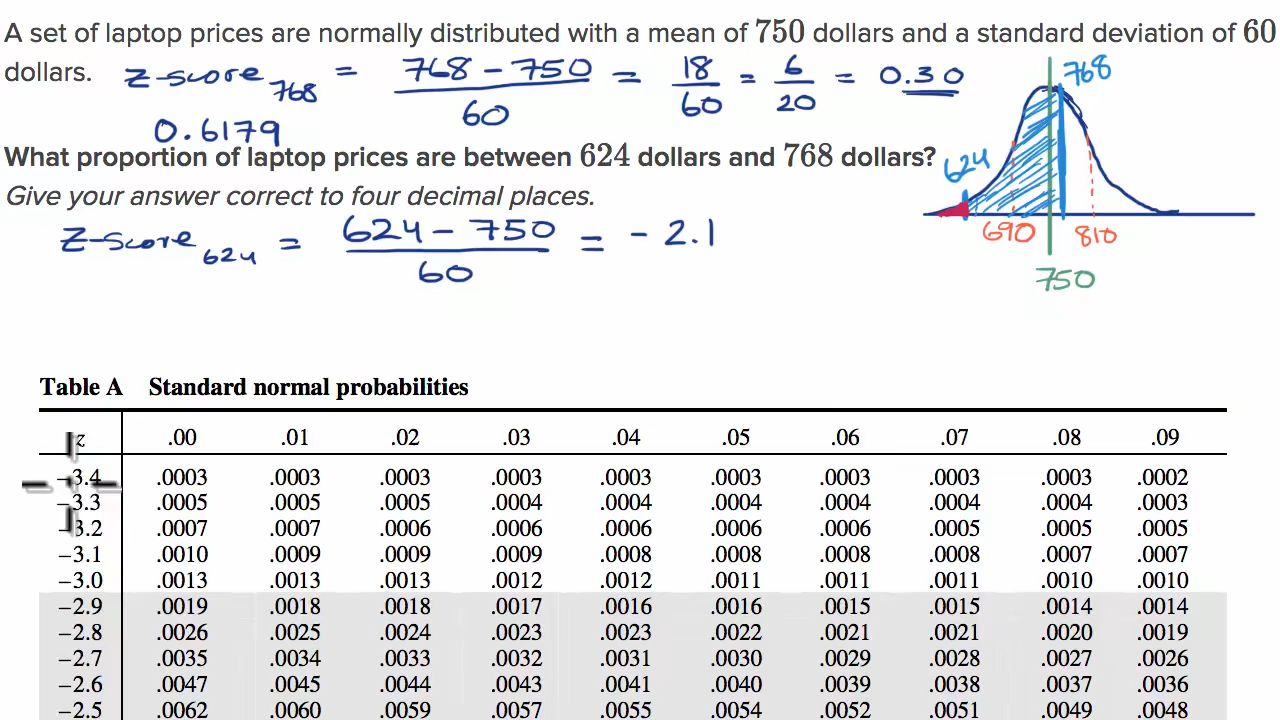 A set of laptop prices are normally distributed with a mean of 750 dollars and a standard deviation of 60
dollars. z-score 768 = 768 - 750 / 60 = 18/60 = 6/20 = 0.30
0.6179
What proportion of laptop prices are between 624 dollars and 768 dollars?
Give your answer correct to four decimal places.
z-score 624 = 624 - 750 / 60 = - 2.1
768
624
690 810
750
Table A Standard normal probabilities
z .00 .01 .02 .03 .04 .05 .06 .07 .08 .09
–3.4 .0003 .0003 .0003 .0003 .0003 .0003 .0003 .0003 .0003 .0002
–3.3 .0005 .0005 .0005 .0004 .0004 .0004 .0004 .0004 .0004 .0003
–3.2 .0007 .0007 .0006 .0006 .0006 .0006 .0006 .0005 .0005 .0005
–3.1 .0010 .0009 .0009 .0009 .0008 .0008 .0008 .0008 .0007 .0007
–3.0 .0013 .0013 .0013 .0012 .0012 .0011 .0011 .0011 .0010 .0010
–2.9 .0019 .0018 .0018 .0017 .0016 .0016 .0015 .0015 .0014 .0014
–2.8 .0026 .0025 .0024 .0023 .0023 .0022 .0021 .0021 .0020 .0019
–2.7 .0035 .0034 .0033 .0032 .0031 .0030 .0029 .0028 .0027 .0026
–2.6 .0047 .0045 .0044 .0043 .0041 .0040 .0039 .0038 .0037 .0036
–2.5 .0062 .0060 .0059 .0057 .0055 .0054 .0052 .0051 .0049 .0048